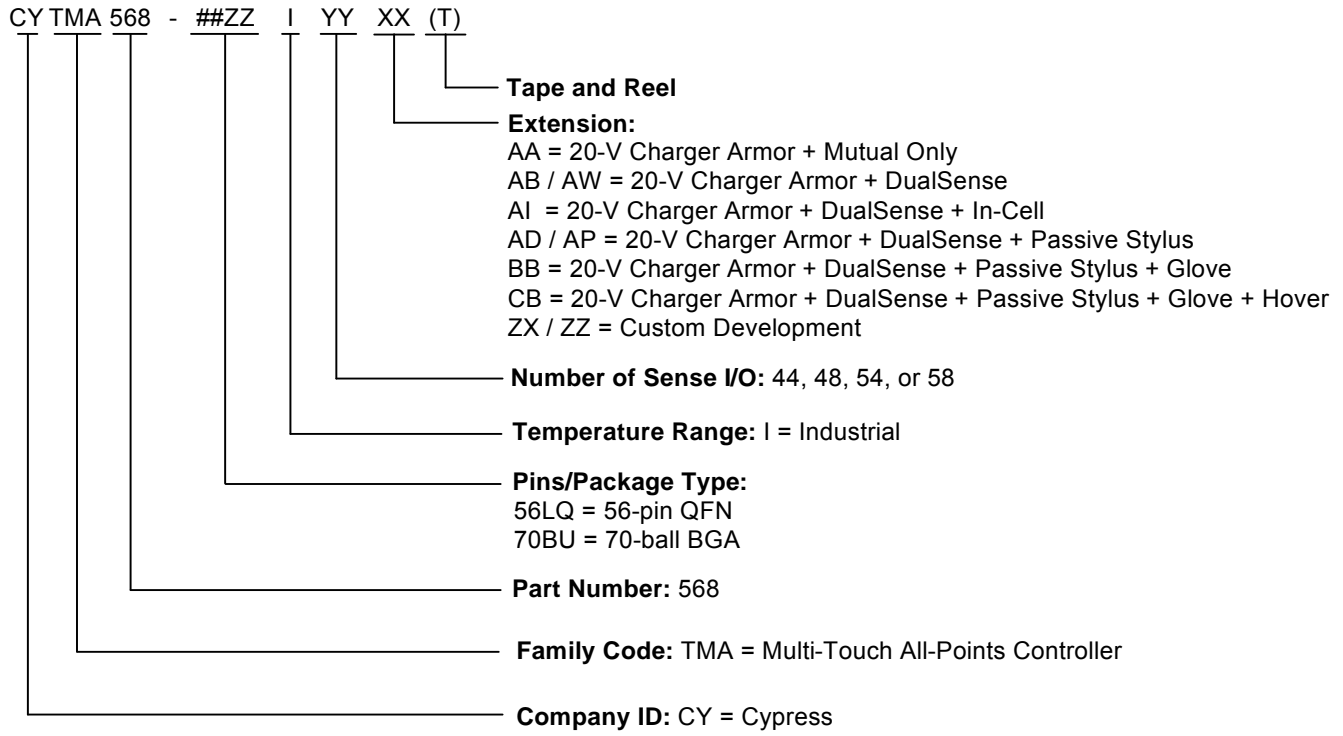 CY TMA 568 - ##ZZ I YY XX (T)
Tape and Reel
Extension:
AA = 20-V Charger Armor + Mutual Only
AB / AW = 20-V Charger Armor + DualSense
AI = 20-V Charger Armor + DualSense + In-Cell
AD / AP = 20-V Charger Armor + DualSense + Passive Stylus
BB = 20-V Charger Armor + DualSense + Passive Stylus + Glove
CB = 20-V Charger Armor + DualSense + Passive Stylus + Glove + Hover
ZX / ZZ = Custom Development
Number of Sense I/O: 44, 48, 54, or 58
Temperature Range: I = Industrial
Pins/Package Type:
56LQ = 56-pin QFN
70BU = 70-ball BGA
Part Number: 568
Family Code: TMA = Multi-Touch All-Points Controller
Company ID: CY = Cypress